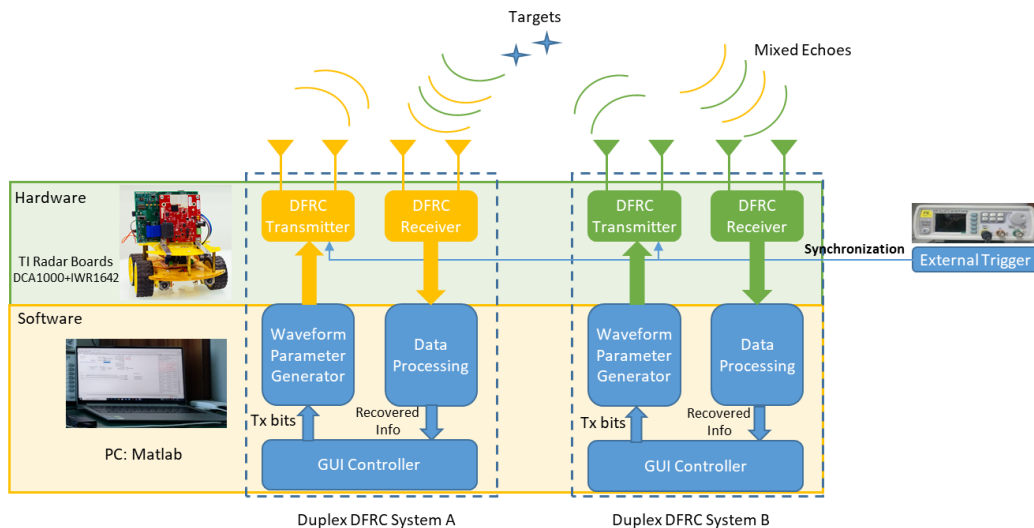 Targets
Mixed Echoes
Hardware
TI Radar Boards
DCA1000+IWR1642
DFRC
Transmitter
DFRC
Receiver
DFRC
Transmitter
DFRC
Receiver
Synchronization
External Trigger
Software
PC: Matlab
Waveform
Parameter
Generator
Data
Processing
Tx bits
Recovered
Info
GUI Controller
Waveform
Parameter
Generator
Data
Processing
Tx bits
Recovered
Info
GUI Controller
Duplex DFRC System A
Duplex DFRC System B